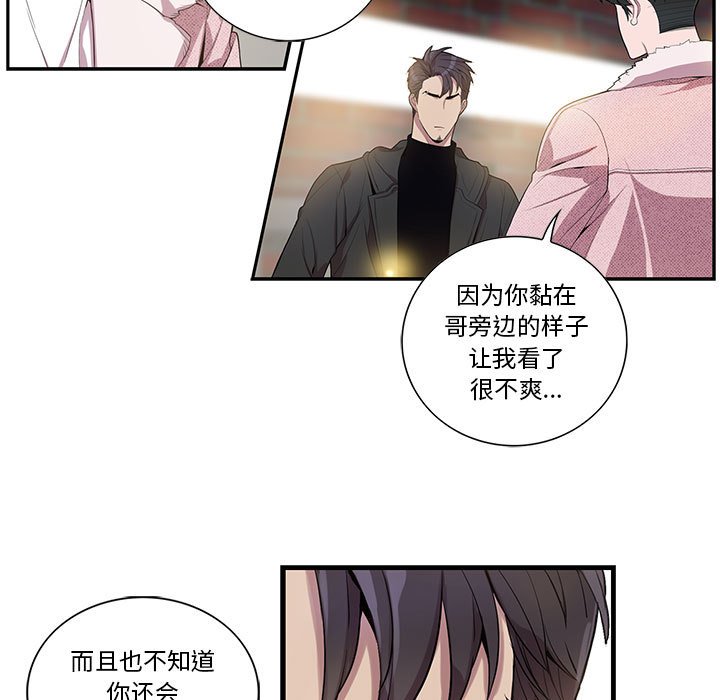 因为你黏在
哥旁边的样子
让我看了
很不爽...
而且也不知道
你还会